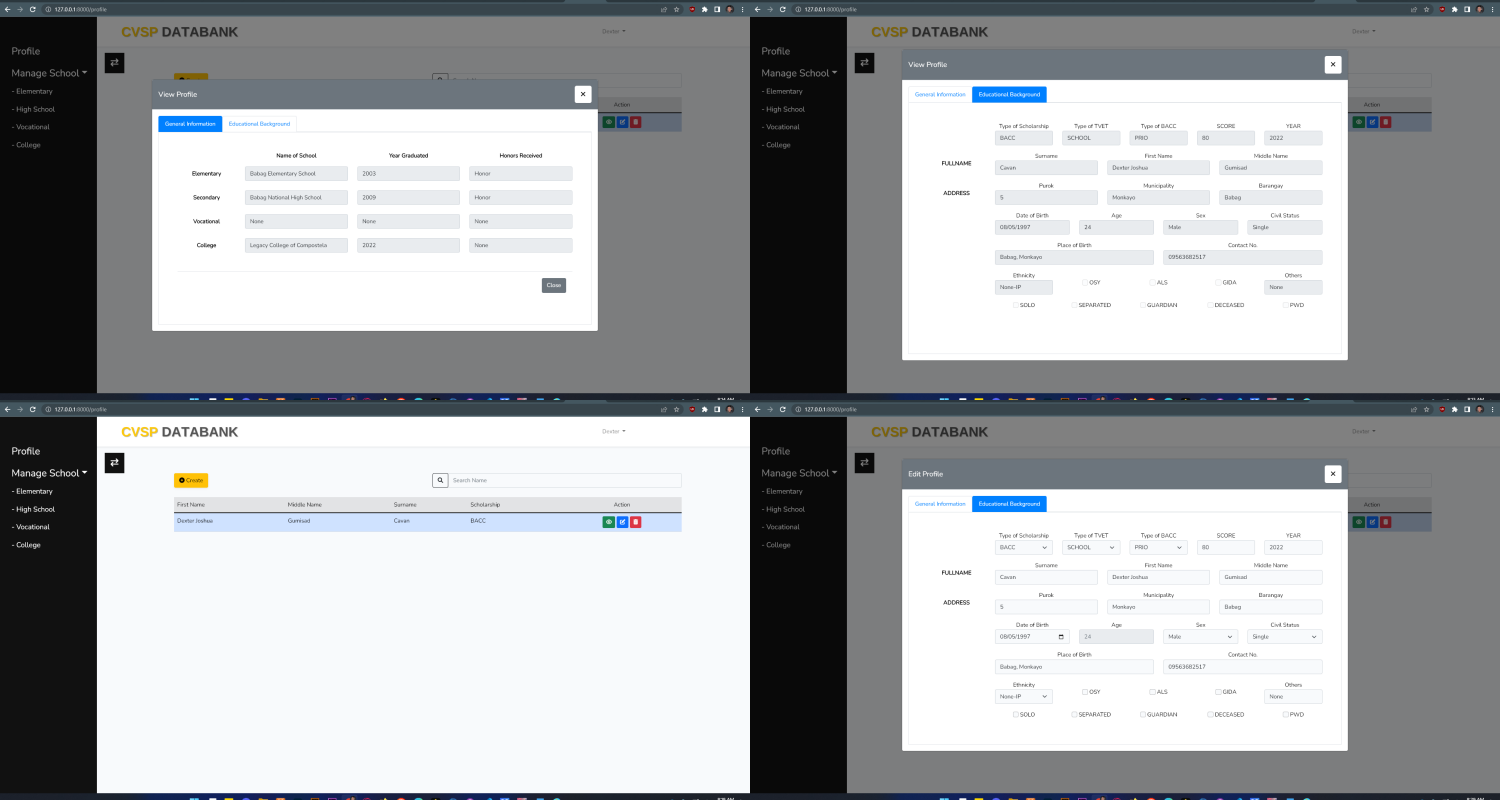 127.0.0.1:8000/profile
CVSP DATABANK
Dexter
Profile
Manage School
- Elementary
- High School
- Vocational
- College
Action
View Profile
×
General Information
Educational Background
Name of School Year Graduated Honors Received
Elementary Babag Elementary School 2003 Honor
Secondary Babag National High School 2009 Honor
Vocational None None None
College Legacy College of Compostela 2022 None
Close
127.0.0.1:8000/profile
CVSP DATABANK
Dexter
Profile
Manage School
- Elementary
- High School
- Vocational
- College
Action
View Profile
×
General Information
Educational Background
Type of Scholarship Type of TVET Type of BACC SCORE YEAR
BACC SCHOOL PRIO 80 2022
Surname First Name Middle Name
FULLNAME
Cavan Dexter Joshua Gumisad
Purok Municipality Barangay
ADDRESS
5 Monkayo Babag
Date of Birth Age Sex Civil Status
08/05/1997 24 Male Single
Place of Birth Contact No.
Babag, Monkayo 09563682517
Ethnicity Others
OSY ALS GIDA
None-IP None
SOLO SEPARATED GUARDIAN DECEASED PWD
127.0.0.1:8000/profile
CVSP DATABANK
Dexter
Profile
Manage School
- Elementary
- High School
- Vocational
- College
Create
Search Name
First Name Middle Name Surname Scholarship Action
Dexter Joshua Gumisad Cavan BACC
127.0.0.1:8000/profile
CVSP DATABANK
Dexter
Profile
Manage School
- Elementary
- High School
- Vocational
- College
Action
Edit Profile
×
General Information
Educational Background
Type of Scholarship Type of TVET Type of BACC SCORE YEAR
BACC SCHOOL PRIO 80 2022
Surname First Name Middle Name
FULLNAME
Cavan Dexter Joshua Gumisad
Purok Municipality Barangay
ADDRESS
5 Monkayo Babag
Date of Birth Age Sex Civil Status
08/05/1997 24 Male Single
Place of Birth Contact No.
Babag, Monkayo 09563682517
Ethnicity Others
OSY ALS GIDA
None-IP None
SOLO SEPARATED GUARDIAN DECEASED PWD